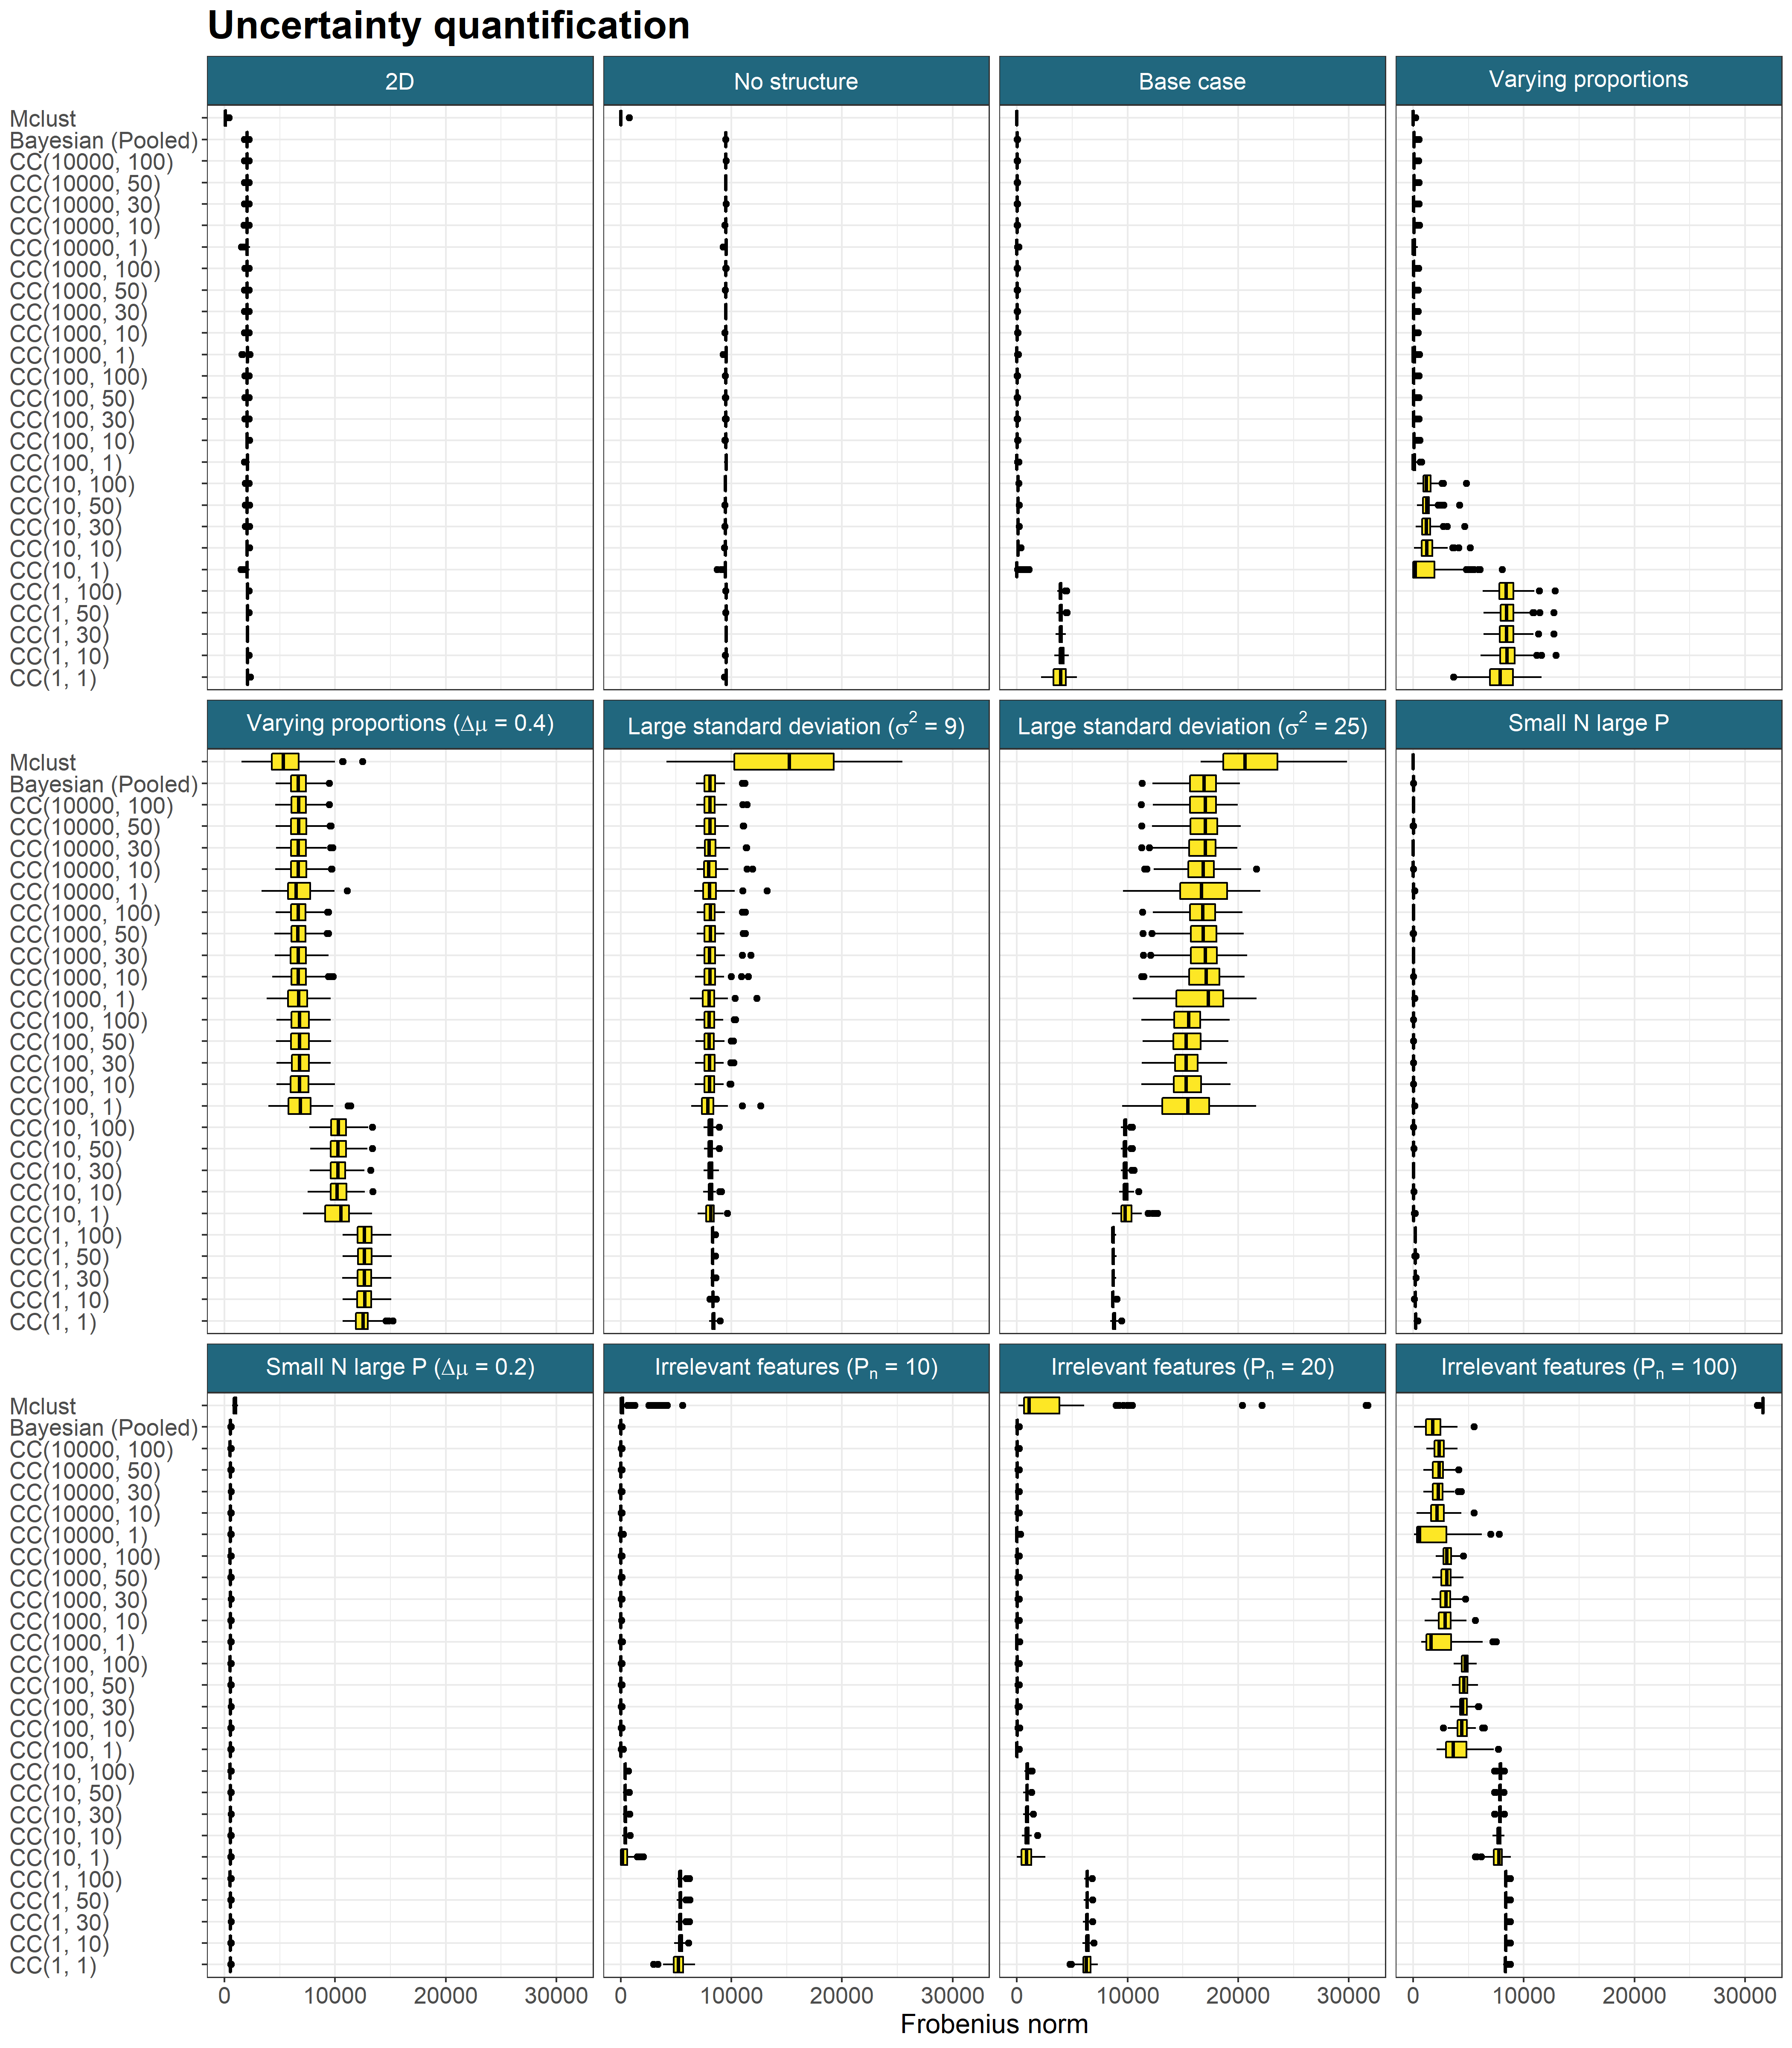 Uncertainty quantification
2D
No structure
Base case
Varying proportions
Mclust
Bayesian (Pooled)
CC(10000, 100)
CC(10000, 50)
CC(10000, 30)
CC(10000, 10)
CC(10000, 1)
CC(1000, 100)
CC(1000, 50)
CC(1000, 30)
CC(1000, 10)
CC(1000, 1)
CC(100, 100)
CC(100, 50)
CC(100, 30)
CC(100, 10)
CC(100, 1)
CC(10, 100)
CC(10, 50)
CC(10, 30)
CC(10, 10)
CC(10, 1)
CC(1, 100)
CC(1, 50)
CC(1, 30)
CC(1, 10)
CC(1, 1)
Varying proportions (Δμ = 0.4)
Large standard deviation (σ² = 9)
Large standard deviation (σ² = 25)
Small N large P
Mclust
Bayesian (Pooled)
CC(10000, 100)
CC(10000, 50)
CC(10000, 30)
CC(10000, 10)
CC(10000, 1)
CC(1000, 100)
CC(1000, 50)
CC(1000, 30)
CC(1000, 10)
CC(1000, 1)
CC(100, 100)
CC(100, 50)
CC(100, 30)
CC(100, 10)
CC(100, 1)
CC(10, 100)
CC(10, 50)
CC(10, 30)
CC(10, 10)
CC(10, 1)
CC(1, 100)
CC(1, 50)
CC(1, 30)
CC(1, 10)
CC(1, 1)
Small N large P (Δμ = 0.2)
Irrelevant features (Pₙ = 10)
Irrelevant features (Pₙ = 20)
Irrelevant features (Pₙ = 100)
Mclust
Bayesian (Pooled)
CC(10000, 100)
CC(10000, 50)
CC(10000, 30)
CC(10000, 10)
CC(10000, 1)
CC(1000, 100)
CC(1000, 50)
CC(1000, 30)
CC(1000, 10)
CC(1000, 1)
CC(100, 100)
CC(100, 50)
CC(100, 30)
CC(100, 10)
CC(100, 1)
CC(10, 100)
CC(10, 50)
CC(10, 30)
CC(10, 10)
CC(10, 1)
CC(1, 100)
CC(1, 50)
CC(1, 30)
CC(1, 10)
CC(1, 1)
0 10000 20000 30000
0 10000 20000 30000
0 10000 20000 30000
0 10000 20000 30000
Frobenius norm